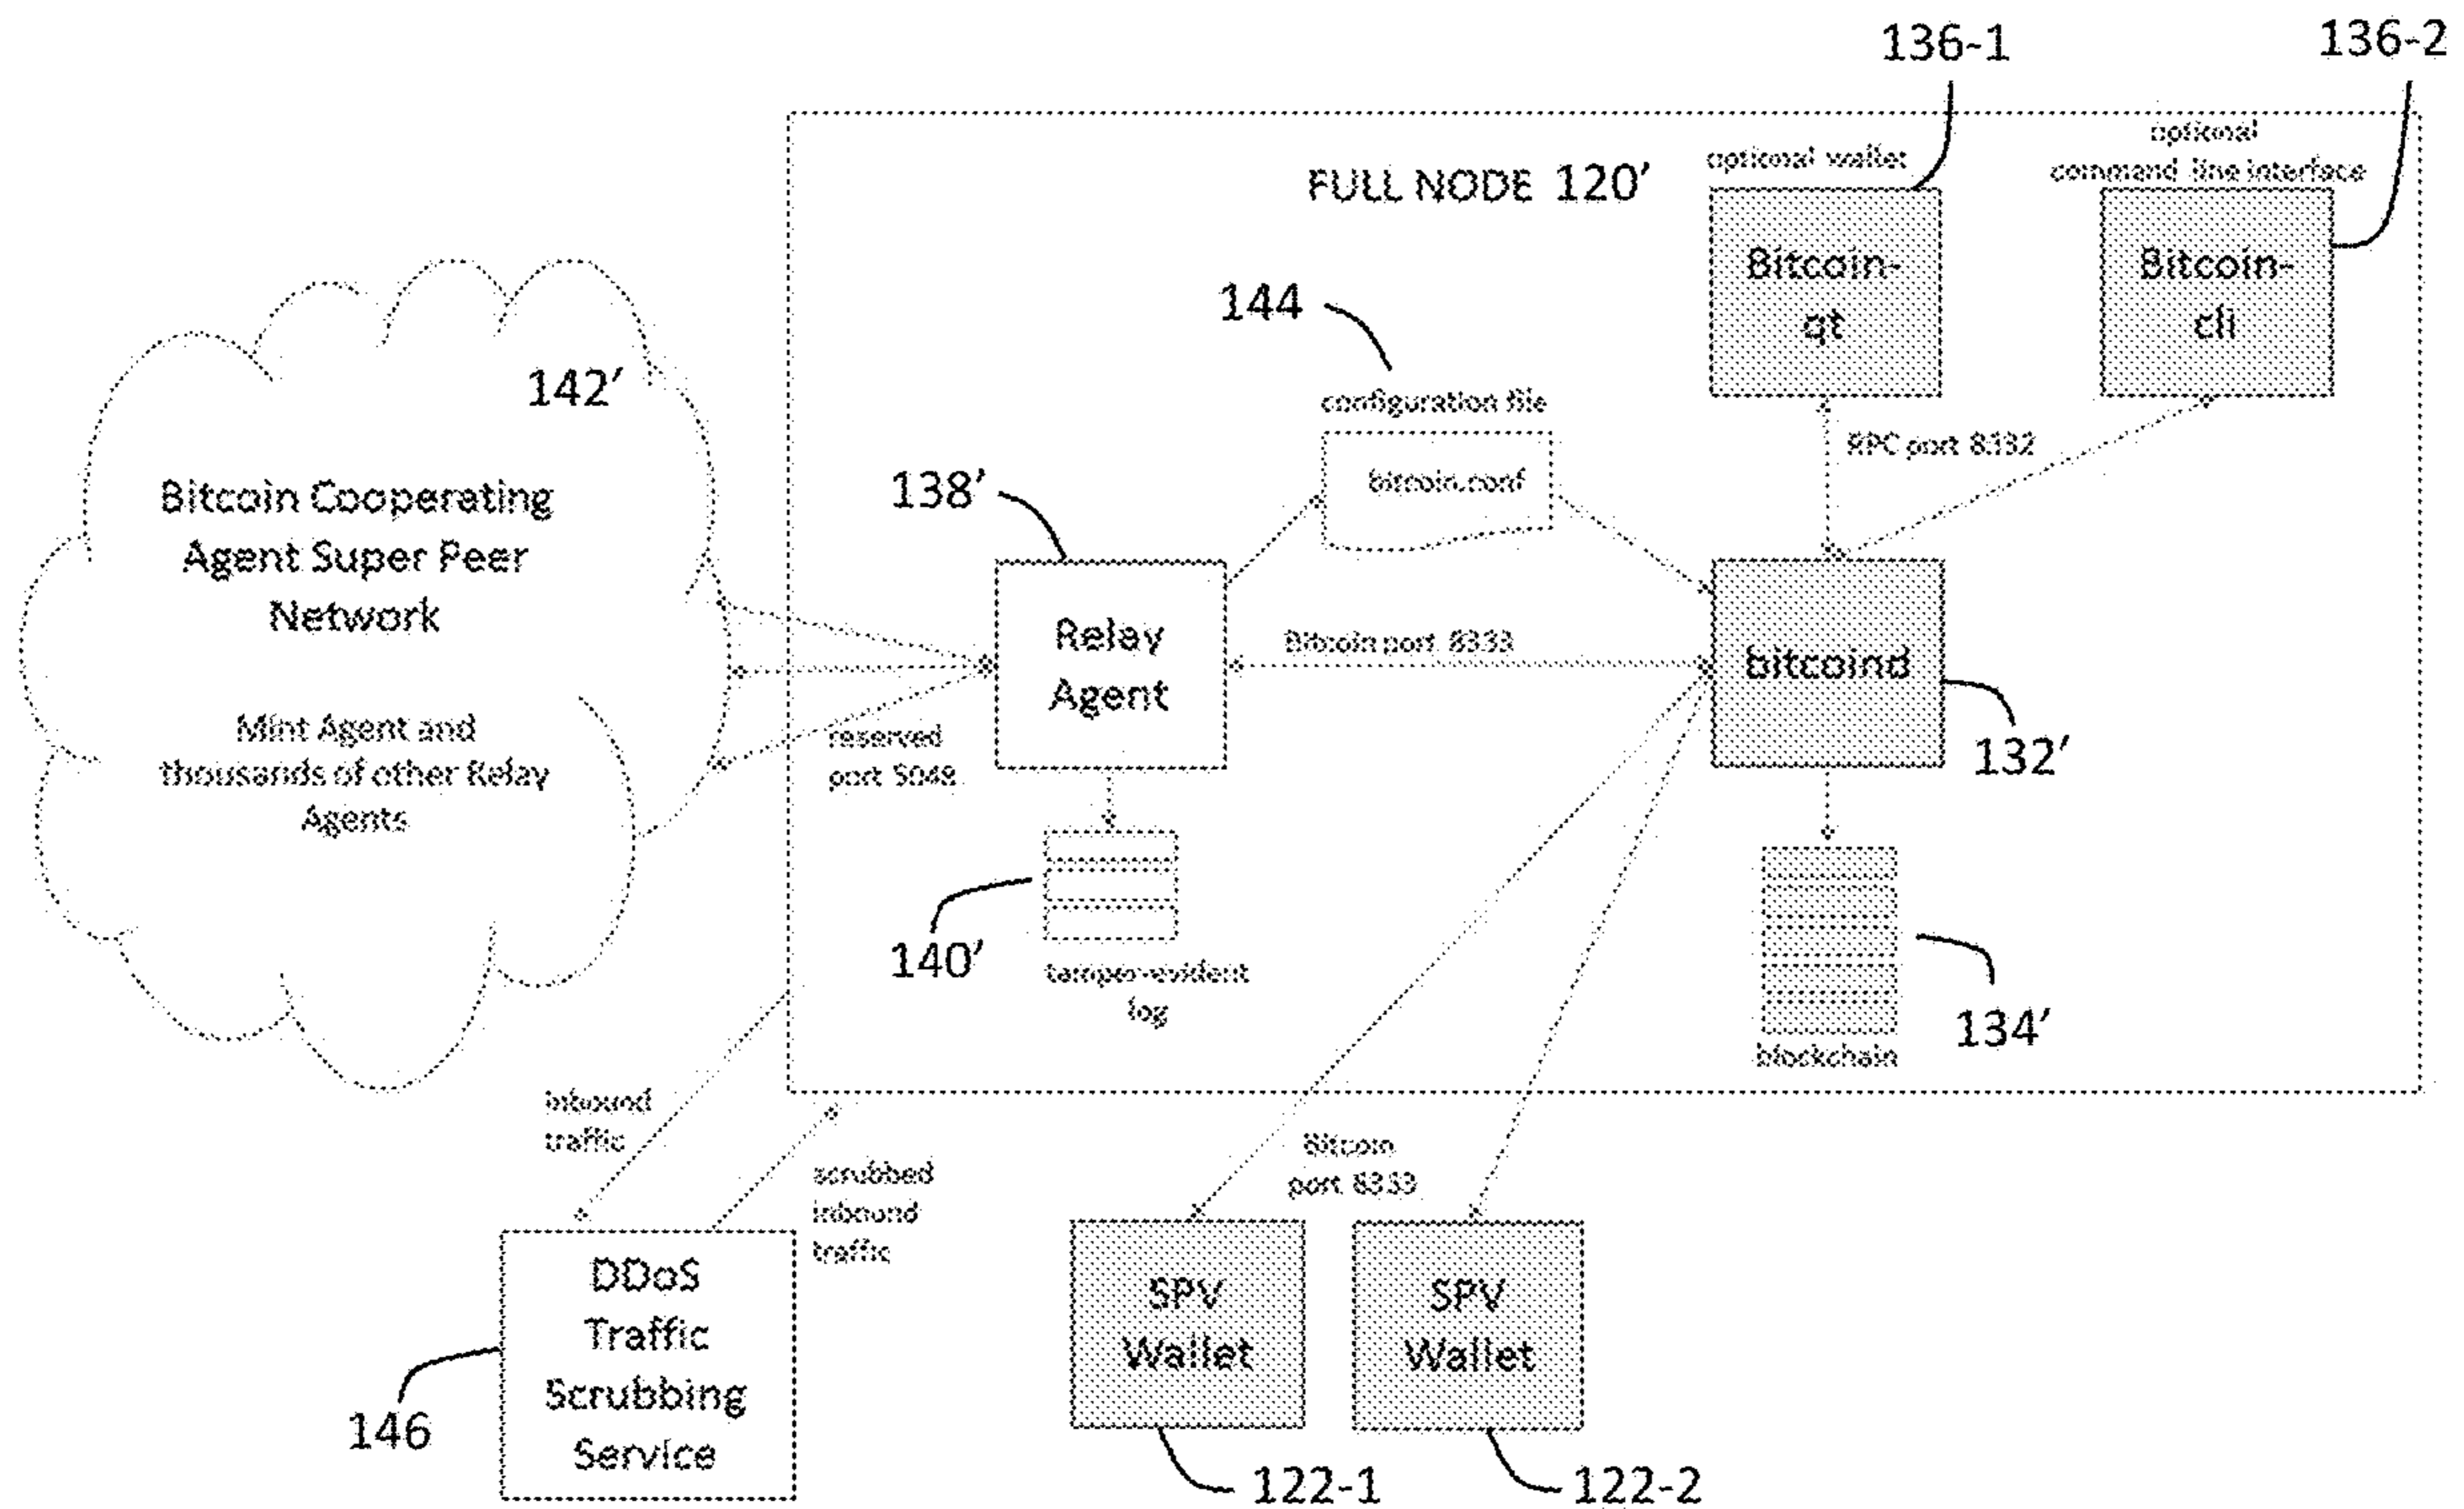 136-1
136-2
FULL NODE 120′
optional wallet
optional
command line interface
Bitcoin-
qt
Bitcoin-
cli
144
142′
configuration file
bitcoin.conf
RPC port 8332
138′
Bitcoin Cooperating
Agent Super Peer
Network
Mint Agent and
thousands of other Relay
Agents
Relay
Agent
Bitcoin port 8333
bitcoind
132′
reserved
port 5048
140′
tamper-evident
log
134′
blockchain
inbound
traffic
scrubbed
inbound
traffic
Bitcoin
port 8333
DDoS
Traffic
Scrubbing
Service
SPV
Wallet
SPV
Wallet
146
122-1
122-2